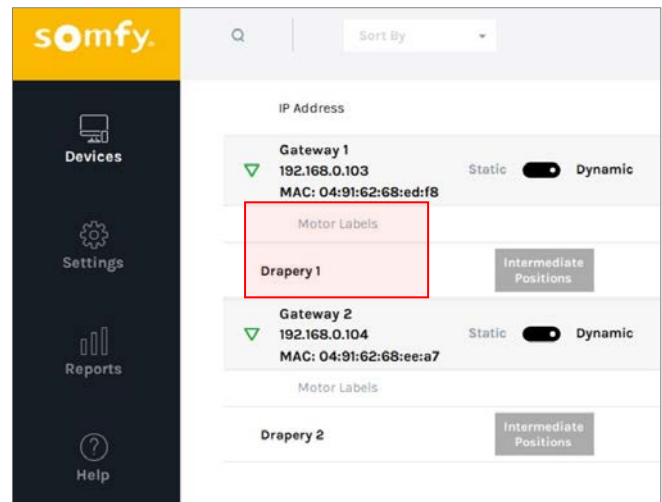 somfy.
Sort By
Devices
Settings
Reports
Help
IP Address
Gateway 1
192.168.0.103
MAC: 04:91:62:68:ed:f8
Static
Dynamic
Motor Labels
Drapery 1
Intermediate
Positions
Gateway 2
192.168.0.104
MAC: 04:91:62:68:ee:a7
Static
Dynamic
Motor Labels
Drapery 2
Intermediate
Positions